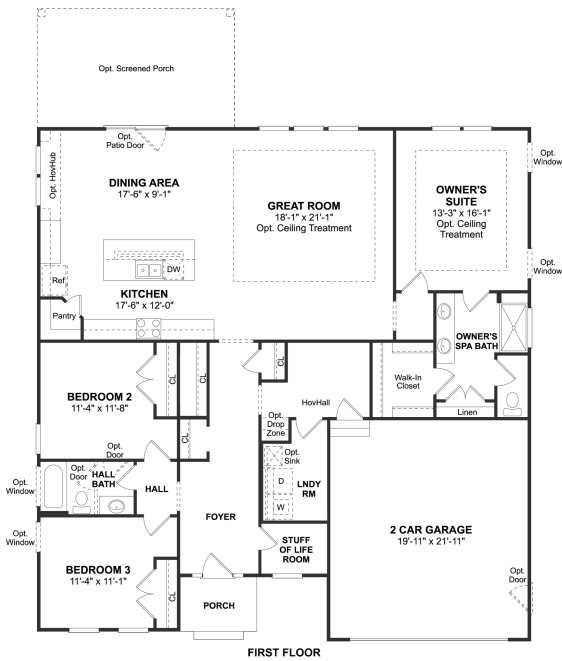 Opt. Screened Porch
Opt.
Patio Door
Opt. HovHub
DINING AREA
17'-6" x 9'-1"
GREAT ROOM
18'-1" x 21'-1"
Opt. Ceiling Treatment
OWNER'S
SUITE
13'-3" x 16'-1"
Opt. Ceiling
Treatment
Opt.
Window
Opt.
Window
DW
Ref
KITCHEN
17'-6" x 12'-0"
Pantry
OWNER'S
SPA BATH
CL
CL
CL
BEDROOM 2
11'-4" x 11'-8"
Walk-In
Closet
HovHall
Linen
Opt.
Drop
Zone
CL
Opt.
Door
Opt.
Sink
Opt.
Window
Opt.
Door
HALL
BATH
HALL
D
W
LNDY
RM
FOYER
2 CAR GARAGE
19'-11" x 21'-11"
Opt.
Window
STUFF
OF LIFE
ROOM
BEDROOM 3
11'-4" x 11'-1"
CL
Opt.
Door
PORCH
FIRST FLOOR